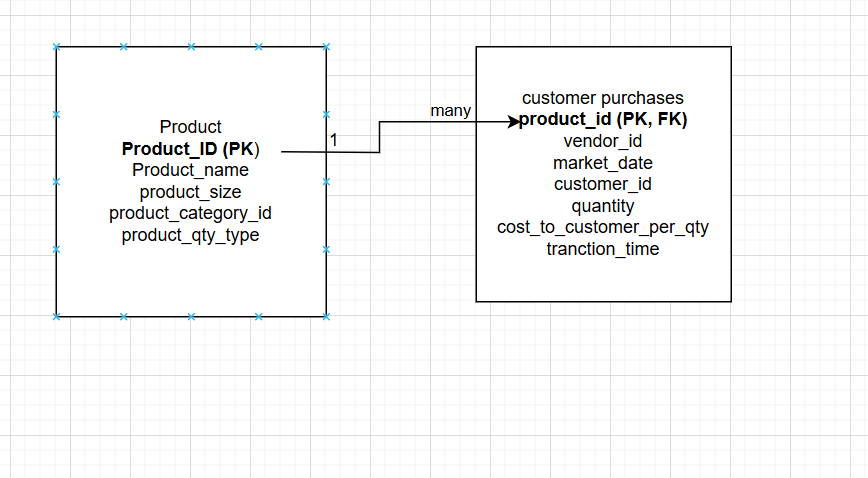 Product
Product_ID (PK)
Product_name
product_size
product_category_id
product_qty_type
1
many
customer purchases
product_id (PK, FK)
vendor_id
market_date
customer_id
quantity
cost_to_customer_per_qty
tranction_time